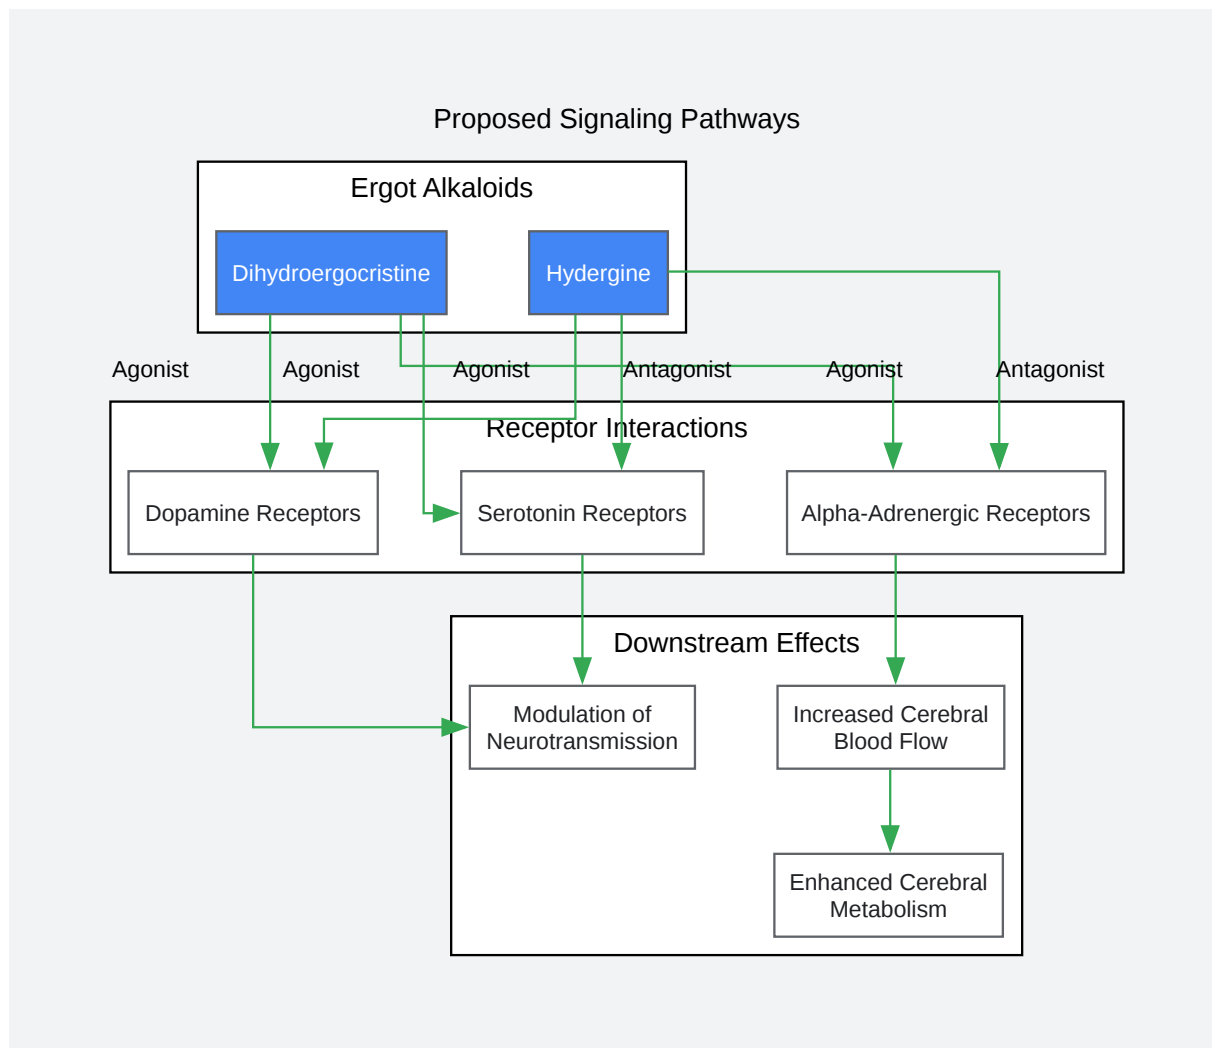 Proposed Signaling Pathways
Ergot Alkaloids
Dihydroergocristine
Hydergine
Agonist
Agonist
Agonist
Antagonist
Agonist
Antagonist
Receptor Interactions
Dopamine Receptors
Serotonin Receptors
Alpha-Adrenergic Receptors
Downstream Effects
Modulation of
Neurotransmission
Increased Cerebral
Blood Flow
Enhanced Cerebral
Metabolism